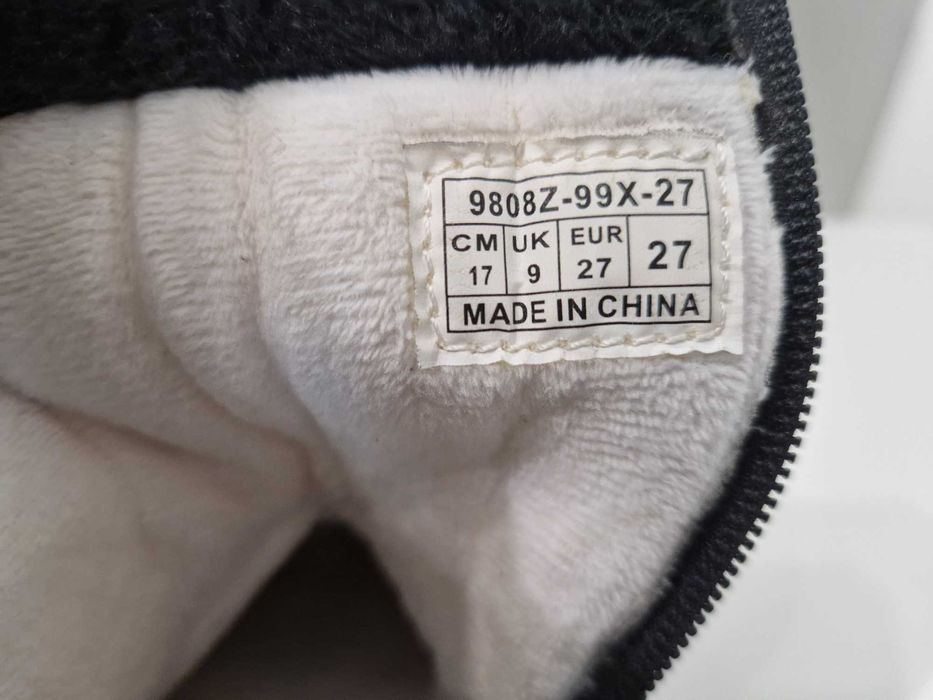 9808Z-99X-27
CM UK EUR 27
17 9 27
MADE IN CHINA